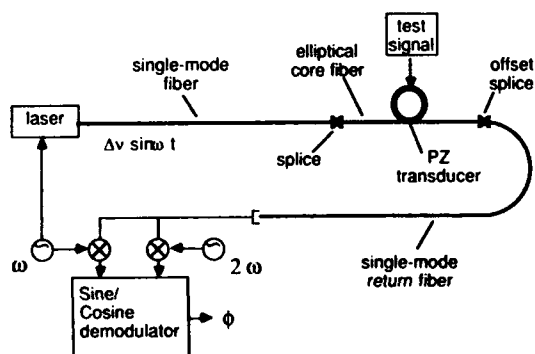 test
signal
elliptical
core fiber
offset
splice
single-mode
fiber
laser
Δν sinω t
splice
PZ
transducer
ω
2 ω
single-mode
return fiber
Sine/
Cosine
demodulator
ϕ